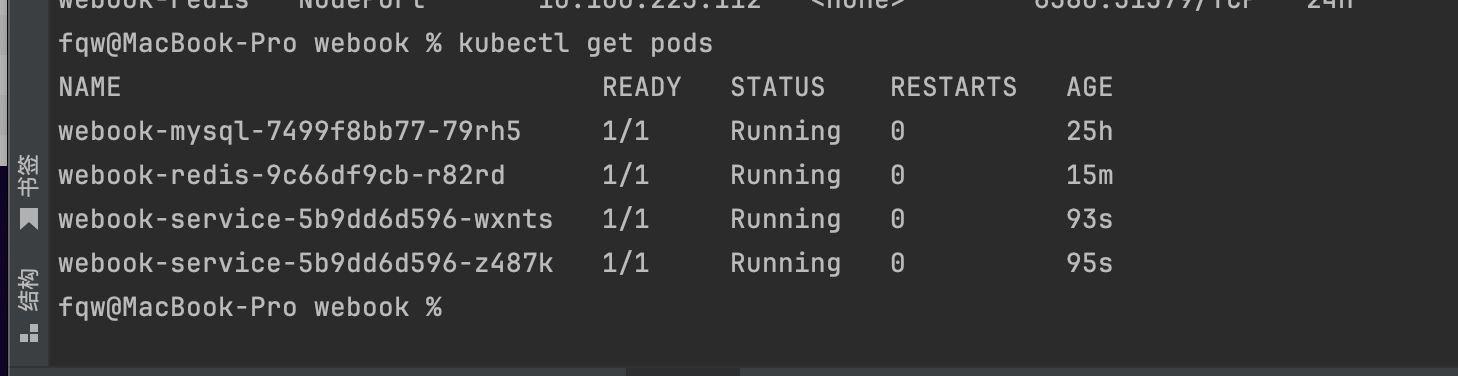 webook-redis NodePort 10.100.223.112 <none> 6380:31379/TCP 24h
fqw@MacBook-Pro webook % kubectl get pods
NAME READY STATUS RESTARTS AGE
webook-mysql-7499f8bb77-79rh5 1/1 Running 0 25h
webook-redis-9c66df9cb-r82rd 1/1 Running 0 15m
webook-service-5b9dd6d596-wxnts 1/1 Running 0 93s
webook-service-5b9dd6d596-z487k 1/1 Running 0 95s
fqw@MacBook-Pro webook %
书签
结构